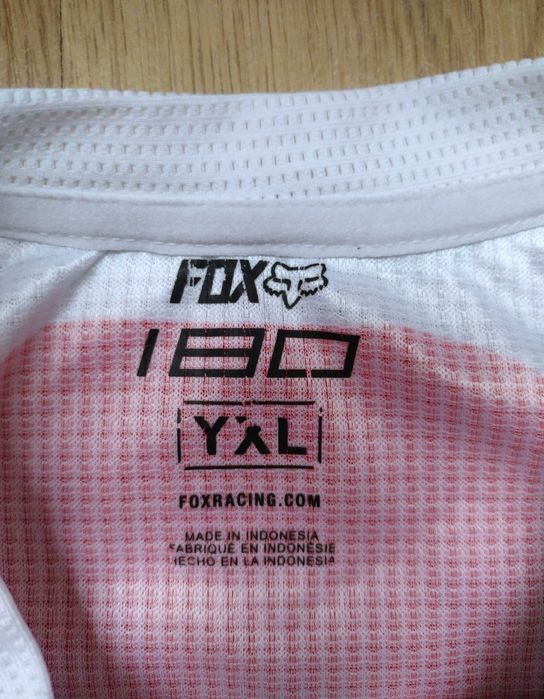 FOX
180
YXL
FOXRACING.COM
MADE IN INDONESIA
FABRIQUÉ EN INDONÉSIE
HECHO EN LA INDONESIA